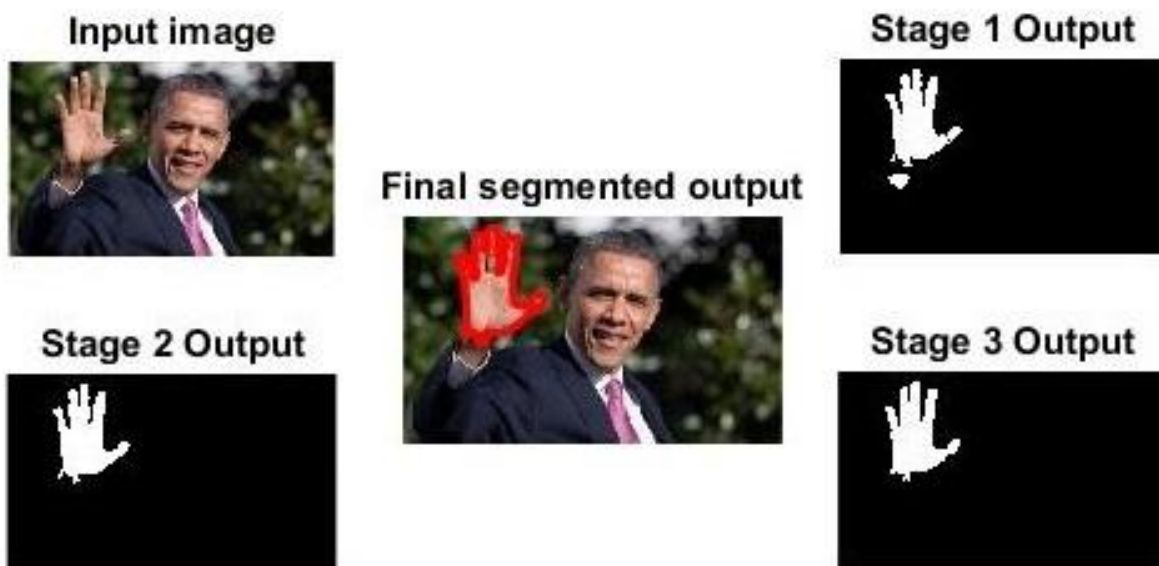 Input image
Stage 1 Output
Final segmented output
Stage 2 Output
Stage 3 Output